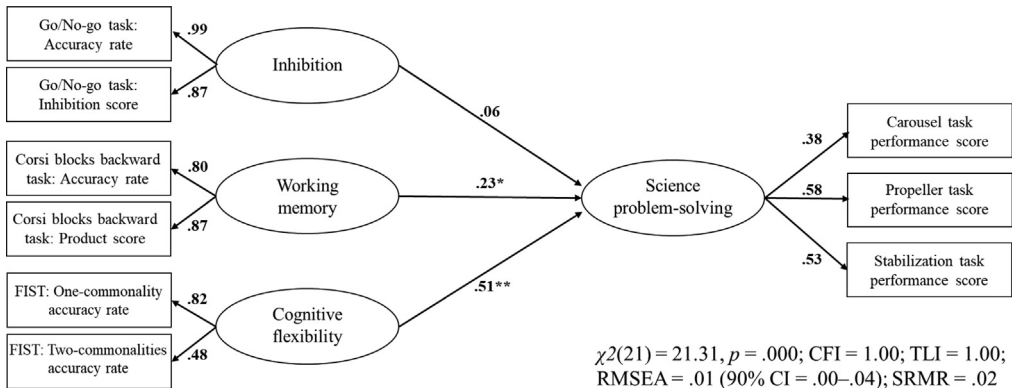 Go/No-go task:
Accuracy rate
.99
Inhibition
Go/No-go task:
Inhibition score
.87
.06
Carousel task
performance score
.38
Corsi blocks backward
task: Accuracy rate
.80
Working
memory
.23*
Science
problem-solving
.58
Propeller task
performance score
Corsi blocks backward
task: Product score
.87
.53
Stabilization task
performance score
FIST: One-commonality
accuracy rate
.82
.51**
Cognitive
flexibility
FIST: Two-commonalities
accuracy rate
.48
χ2(21) = 21.31, p = .000; CFI = 1.00; TLI = 1.00;
RMSEA = .01 (90% CI = .00–.04); SRMR = .02